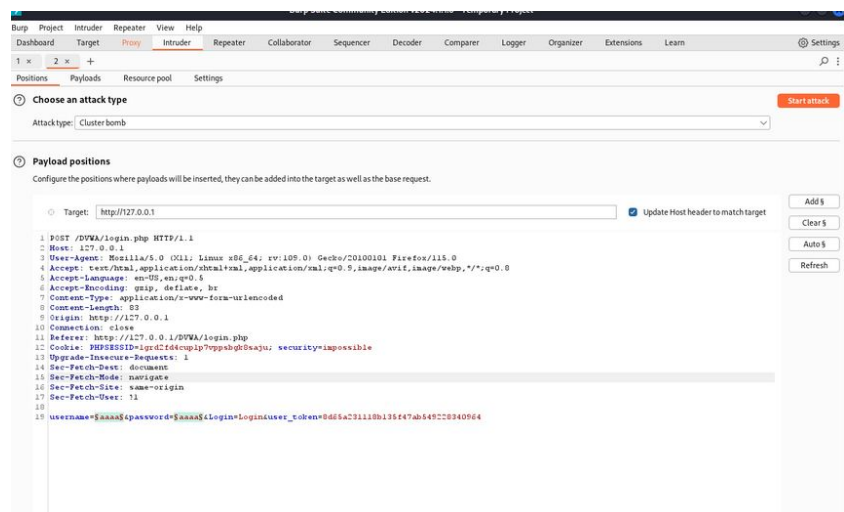 Burp Project Intruder Repeater View Help
Dashboard Target Proxy Intruder Repeater Collaborator Sequencer Decoder Comparer Logger Organizer Extensions Learn Settings
1 × 2 × +
Positions Payloads Resource pool Settings
Choose an attack type
Start attack
Attack type: Cluster bomb
Payload positions
Configure the positions where payloads will be inserted, they can be added into the target as well as the base request.
Add §
Target: http://127.0.0.1 Update Host header to match target
Clear §
Auto §
Refresh
1 POST /DVWA/login.php HTTP/1.1
2 Host: 127.0.0.1
3 User-Agent: Mozilla/5.0 (X11; Linux x86_64; rv:109.0) Gecko/20100101 Firefox/115.0
4 Accept: text/html,application/xhtml+xml,application/xml;q=0.9,image/avif,image/webp,*/*;q=0.8
5 Accept-Language: en-US,en;q=0.5
6 Accept-Encoding: gzip, deflate, br
7 Content-Type: application/x-www-form-urlencoded
8 Content-Length: 83
9 Origin: http://127.0.0.1
10 Connection: close
11 Referer: http://127.0.0.1/DVWA/login.php
12 Cookie: PHPSESSID=lgrd2fd4cuplp7vppsbgk8saju; security=impossible
13 Upgrade-Insecure-Requests: 1
14 Sec-Fetch-Dest: document
15 Sec-Fetch-Mode: navigate
16 Sec-Fetch-Site: same-origin
17 Sec-Fetch-User: ?1
18
19 username=§aaaa§&password=§aaaa§&Login=Login&user_token=8d65a231118b135f47ab549228340964